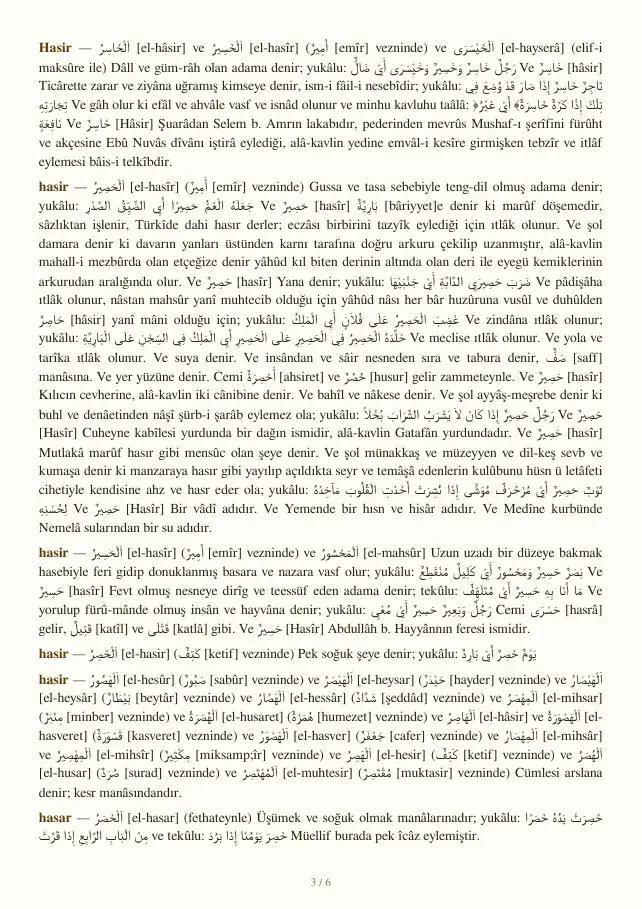 Hasir — اَلْخَاسِرُ [el-hâsir] ve اَلْخَسِيرُ [el-hasîr] (أَمِيرٌ [emîr] vezninde) ve اَلْخَيْسَرَى [el-hayserâ] (elif-i
maksûre ile) Dâll ve güm-râh olan adama denir; yukâlu: رَجُلٌ خَاسِرٌ وَخَسِيرٌ وَخَيْسَرَى أَيْ ضَالٌّ Ve خَاسِرٌ [hâsir]
Ticârette zarar ve ziyâna uğramış kimseye denir, ism-i fâil-i nesebîdir; yukâlu: تَاجِرٌ خَاسِرٌ إِذَا صَارَ قَدْ وُضِعَ فِي
تِجَارَتِهِ Ve gâh olur ki efâl ve ahvâle vasf ve isnâd olunur ve minhu kavluhu taâlâ: ﴿تِلْكَ إِذًا كَرَّةٌ خَاسِرَةٌ﴾ أَيْ غَيْرُ
نَافِعَةٍ Ve خَاسِرٌ [Hâsir] Şuarâdan Selem b. Amrın lakabıdır, pederinden mevrûs Mushaf-ı şerîfini fürûht
ve akçesine Ebû Nuvâs dîvânı iştirâ eylediği, alâ-kavlin yedine emvâl-i kesîre girmişken tebzîr ve itlâf
eylemesi bâis-i telkîbdir.
hasir — اَلْحَصِيرُ [el-hasîr] (أَمِيرٌ [emîr] vezninde) Gussa ve tasa sebebiyle teng-dil olmuş adama denir;
yukâlu: جَعَلَهُ الْغَمُّ حَصِيرًا أَيِ الضَّيِّقَ الصَّدْرِ Ve حَصِيرٌ [hasîr] بَارِيَّةٌ [bâriyyet]e denir ki marûf döşemedir,
sâzlıktan işlenir, Türkîde dahi hasır derler; eczâsı birbirini tazyîk eylediği için ıtlâk olunur. Ve şol
damara denir ki davarın yanları üstünden karnı tarafına doğru arkuru çekilip uzanmıştır, alâ-kavlin
mahall-i mezbûrda olan etçeğize denir yâhûd kıl biten derinin altında olan deri ile eyegü kemiklerinin
arkurudan aralığında olur. Ve حَصِيرٌ [hasîr] Yana denir; yukâlu: ضَرَبَ حَصِيرَيِ الدَّابَّةِ أَيْ جَنْبَيْهَا Ve pâdişâha
ıtlâk olunur, nâstan mahsûr yanî muhtecib olduğu için yâhûd nâsı her bâr huzûruna vusûl ve duhûlden
حَاصِرٌ [hâsir] yanî mâni olduğu için; yukâlu: غَضِبَ الْحَصِيرُ عَلَى فُلاَنٍ أَيِ الْمَلِكُ Ve zindâna ıtlâk olunur;
yukâlu: خَلَّدَهُ الْحَصِيرُ فِي الْحَصِيرِ عَلَى الْحَصِيرِ أَيِ الْمَلِكُ فِي السِّجْنِ عَلَى الْبَارِيَّةِ Ve meclise ıtlâk olunur. Ve yola ve
tarîka ıtlâk olunur. Ve suya denir. Ve insândan ve sâir nesneden sıra ve tabura denir, صَفٌّ [saff]
manâsına. Ve yer yüzüne denir. Cemi أَحْصِرَةٌ [ahsiret] ve حُصُرٌ [husur] gelir zammeteynle. Ve حَصِيرٌ [hasîr]
Kılıcın cevherine, alâ-kavlin iki cânibine denir. Ve bahîl ve nâkese denir. Ve şol ayyâş-meşrebe denir ki
buhl ve denâetinden nâşî şürb-i şarâb eylemez ola; yukâlu: رَجُلٌ حَصِيرٌ إِذَا كَانَ لاَ يَشْرَبُ الشَّرَابَ بُخْلاً Ve حَصِيرٌ
[Hasîr] Cuheyne kabîlesi yurdunda bir dağın ismidir, alâ-kavlin Gatafân yurdundadır. Ve حَصِيرٌ [hasîr]
Mutlakâ marûf hasır gibi mensûc olan şeye denir. Ve şol münakkaş ve müzeyyen ve dil-keş sevb ve
kumaşa denir ki manzaraya hasır gibi yayılıp açıldıkta seyr ve temâşâ edenlerin kulûbunu hüsn ü letâfeti
cihetiyle kendisine ahz ve hasr eder ola; yukâlu: ثَوْبٌ حَصِيرٌ أَيْ مُزَخْرَفٌ مُوَشًّى إِذَا نُشِرَتْ أَخَذَتِ الْقُلُوبَ مَآخِذُهُ
لِحُسْنِهِ Ve حَصِيرٌ [Hasîr] Bir vâdî adıdır. Ve Yemende bir hısn ve hisâr adıdır. Ve Medîne kurbünde
Nemelâ sularından bir su adıdır.
hasir — اَلْحَسِيرُ [el-hasîr] (أَمِيرٌ [emîr] vezninde) ve اَلْمَحْسُورُ [el-mahsûr] Uzun uzadı bir düzeye bakmak
hasebiyle feri gidip donuklanmış basara ve nazara vasf olur; yukâlu: بَصَرٌ حَسِيرٌ وَمَحْسُورٌ أَيْ كَلِيلٌ مُنْقَطِعٌ Ve
حَسِيرٌ [hasîr] Fevt olmuş nesneye dirîg ve teessüf eden adama denir; tekûlu: مَا أَنَا بِهِ حَسِيرٌ أَيْ مُتَلَهِّفٌ Ve
yorulup fürû-mânde olmuş insân ve hayvâna denir; yukâlu: رَجُلٌ وَبَعِيرٌ حَسِيرٌ أَيْ مُعْيٍ Cemi حَسْرَى [hasrâ]
gelir, قَتِيلٌ [katîl] ve قَتْلَى [katlâ] gibi. Ve حَسِيرٌ [Hasîr] Abdullâh b. Hayyânnın feresi ismidir.
hasir — اَلْخَصِرُ [el-hasir] (كَتِفٌ [ketif] vezninde) Pek soğuk şeye denir; yukâlu: يَوْمٌ خَصِرٌ أَيْ بَارِدٌ
hasir — اَلْهَصُورُ [el-hesûr] (صَبُورٌ [sabûr] vezninde) ve اَلْهَيْصَرُ [el-heysar] (حَيْدَرٌ [hayder] vezninde) ve اَلْهَيْصَارُ
[el-heysâr] (بَيْطَارٌ [beytâr] vezninde) ve اَلْهَصَّارُ [el-hessâr] (شَدَّادٌ [şeddâd] vezninde) ve اَلْمِهْصَرُ [el-mihsar]
(مِنْبَرٌ [minber] vezninde) ve اَلْهُصَرَةُ [el-husaret] (هُمَزَةٌ [humezet] vezninde) ve اَلْهَاصِرُ [el-hâsir] ve اَلْهَصْوَرَةُ [el-
hasveret] (قَسْوَرَةٌ [kasveret] vezninde) ve اَلْهَصْوَرُ [el-hasver] (جَعْفَرٌ [cafer] vezninde) ve اَلْمِهْصَارُ [el-mihsâr]
ve اَلْمِهْصِيرُ [el-mihsîr] (مِكْثِيرٌ [miksamp;îr] vezninde) ve اَلْهَصِرُ [el-hesir] (كَتِفٌ [ketif] vezninde) ve اَلْهُصَرُ
[el-husar] (صُرَدٌ [surad] vezninde) ve اَلْمُهْتَصِرُ [el-muhtesir] (مُقْتَصِرٌ [muktasir] vezninde) Cümlesi arslana
denir; kesr manâsındandır.
hasar — اَلْخَصَرُ [el-hasar] (fethateynle) Üşümek ve soğuk olmak manâlarınadır; yukâlu: خَصِرَتْ يَدُهُ خَصَرًا
مِنَ الْبَابِ الرَّابِعِ إِذَا قَرَّتْ ve tekûlu: خَصِرَ يَوْمُنَا إِذَا بَرَدَ Müellif burada pek îcâz eylemiştir.
3 / 6